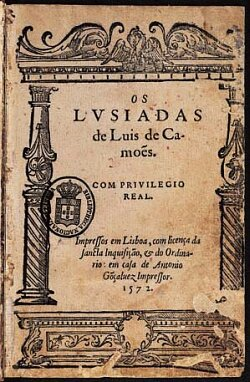 OS
LVSIADAS
de Luis de Ca-
moẽs.
COM PRIVILEGIO
REAL.
Impressos em Lisboa, com licença da
sancta Inquisição, & do Ordina-
rio: em casa de Antonio
Gõçaluez Impressor.
1572.